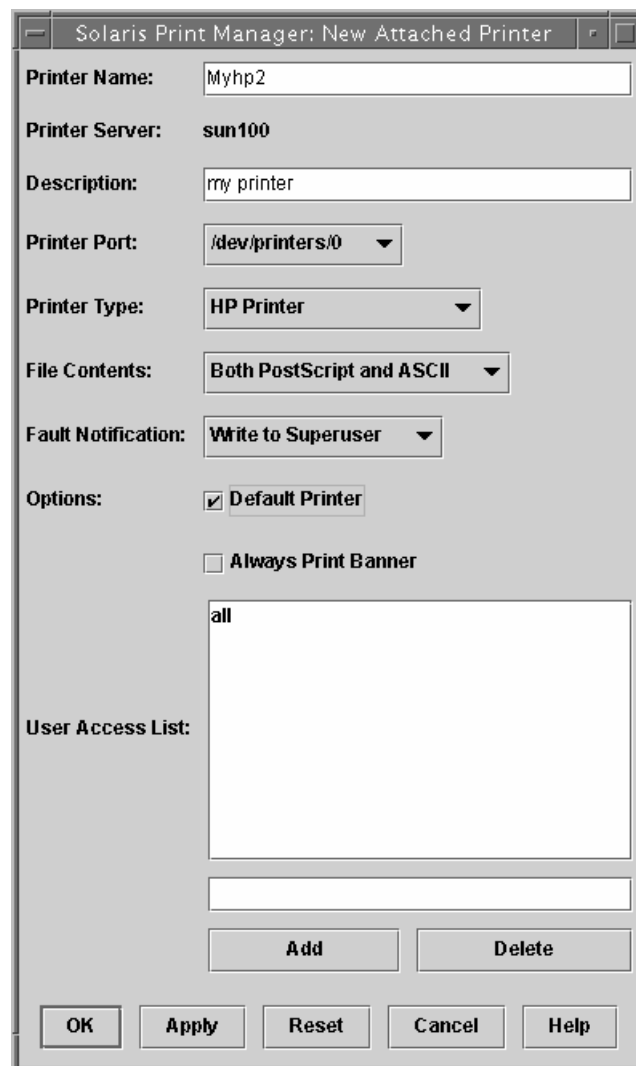 Solaris Print Manager: New Attached Printer
Printer Name: Myhp2
Printer Server: sun100
Description: my printer
Printer Port: /dev/printers/0
Printer Type: HP Printer
File Contents: Both PostScript and ASCII
Fault Notification: Write to Superuser
Options: Default Printer
Always Print Banner
all
User Access List:
Add Delete
OK Apply Reset Cancel Help